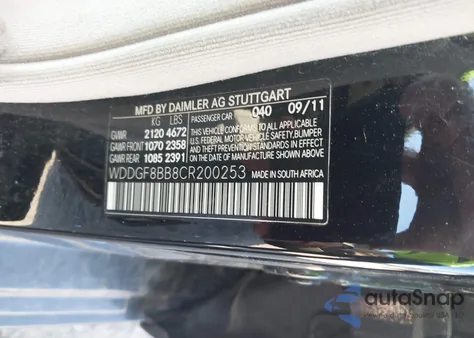 MFD BY DAIMLER AG STUTTGART
KG LBS PASSENGER CAR 040 09/11
GVWR 2120 4672
GAWR FRONT 1070 2358
GAWR REAR 1085 2391
THIS VEHICLE CONFORMS TO ALL APPLICABLE
U.S. FEDERAL MOTOR VEHICLE SAFETY, BUMPER
AND THEFT PREVENTION STANDARDS IN EFFECT
ON THE DATE OF MANUFACTURE SHOWN ABOVE.
WDDGF8BB8CR200253 MADE IN SOUTH AFRICA
autoSnap